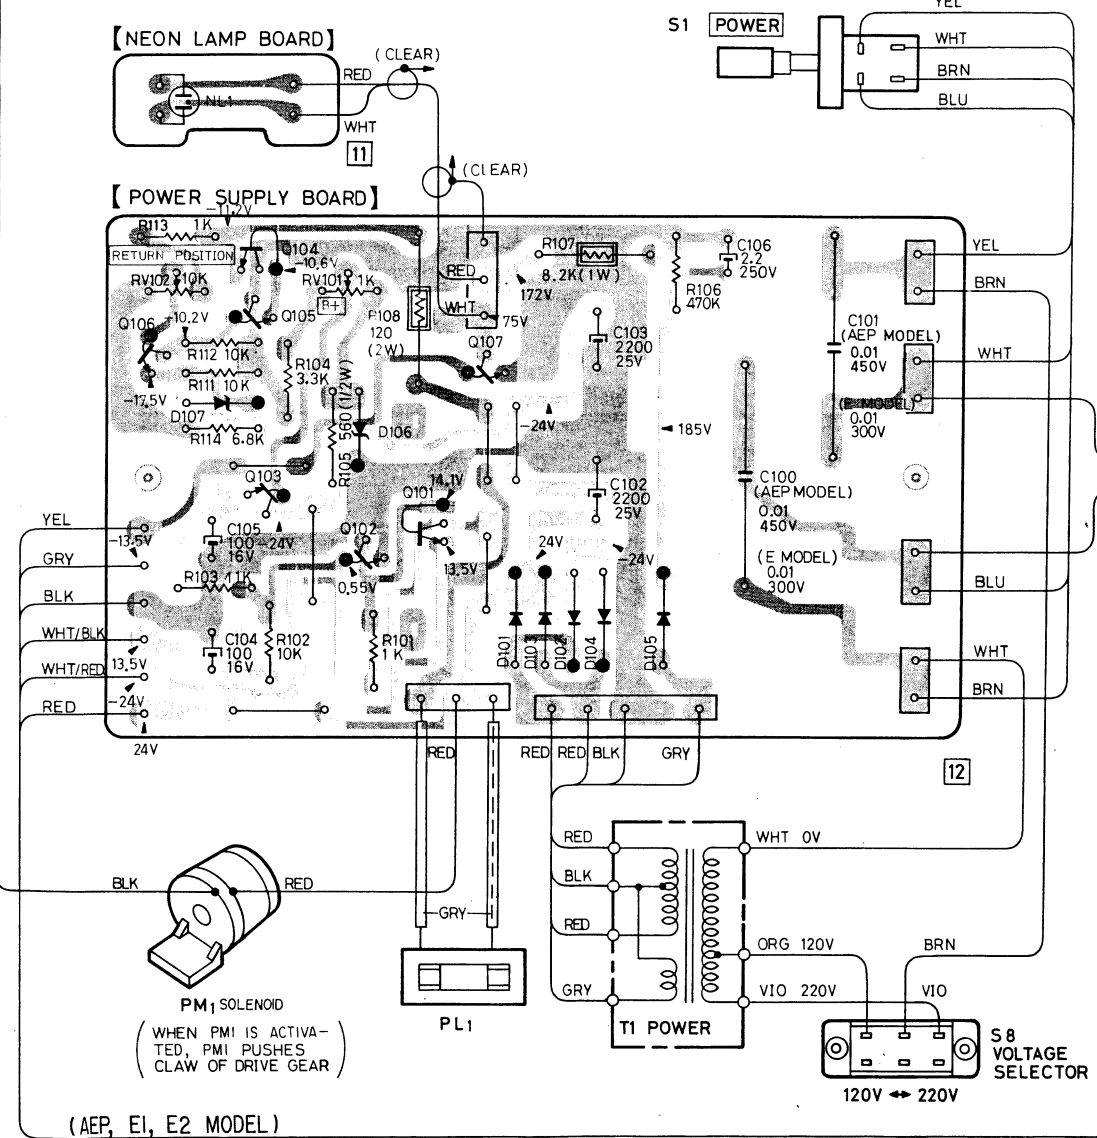 YEL
S1 POWER
WHT
BRN
BLU
【NEON LAMP BOARD】
(CLEAR)
RED
NL1
WHT
11
(CLEAR)
【POWER SUPPLY BOARD】
-11.2V
R113 1K
RETURN POSITION
Q104
-10.6V
RV102 10K
RV101 1K
B+
Q105
Q106
-10.2V
R112 10K
R111 10K
-17.5V
D107
R114 6.8K
R104
3.3K
R105 560(1/2W)
D106
R108
120
(2W)
RED
WHT
75V
172V
R107
8.2K(1W)
Q107
R106
470K
C106
2.2
250V
C103
2200
25V
-24V
185V
YEL
BRN
C101
(AEP MODEL)
0.01
450V
WHT
(E MODEL)
0.01
300V
Q103
Q101
14.1V
C102
2200
25V
C100
(AEP MODEL)
0.01
450V
YEL
-13.5V
C105
100
16V
-24V
Q102
0.55V
13.5V
24V
-24V
(E MODEL)
0.01
300V
GRY
R103 11K
BLK
BLU
WHT/BLK
13.5V
C104
100
16V
R102
10K
R101
1K
D101
D103
D102
D104
D105
WHT
WHT/RED
-24V
BRN
RED
24V
RED
RED
RED
BLK
GRY
12
RED
WHT 0V
BLK
BLK
RED
GRY
RED
ORG 120V
BRN
GRY
VIO 220V
VIO
PM1 SOLENOID
PL1
T1 POWER
(WHEN PM1 IS ACTIVA-
TED, PM1 PUSHES
CLAW OF DRIVE GEAR)
S8
VOLTAGE
SELECTOR
120V ↔ 220V
(AEP, E1, E2 MODEL)